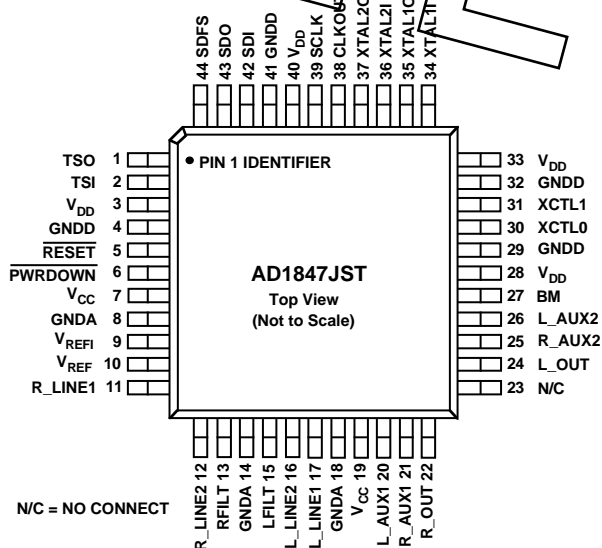 44 SDFS
43 SDO
42 SDI
41 GNDD
40 VDD
39 SCLK
38 CLKOUT
37 XTAL2O
36 XTAL2I
35 XTAL1O
34 XTAL1I
TSO 1
TSI 2
VDD 3
GNDD 4
RESET 5
PWRDOWN 6
VCC 7
GNDA 8
VREFI 9
VREF 10
R_LINE1 11
PIN 1 IDENTIFIER
AD1847JST
Top View
(Not to Scale)
33 VDD
32 GNDD
31 XCTL1
30 XCTL0
29 GNDD
28 VDD
27 BM
26 L_AUX2
25 R_AUX2
24 L_OUT
23 N/C
R_LINE2 12
RFILT 13
GNDA 14
LFILT 15
L_LINE2 16
L_LINE1 17
GNDA 18
VCC 19
L_AUX1 20
R_AUX1 21
R_OUT 22
N/C = NO CONNECT